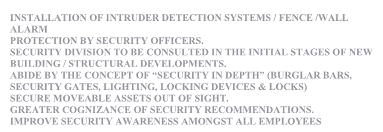 INSTALLATION OF INTRUDER DETECTION SYSTEMS / FENCE /WALL
ALARM
PROTECTION BY SECURITY OFFICERS.
SECURITY DIVISION TO BE CONSULTED IN THE INITIAL STAGES OF NEW
BUILDING / STRUCTURAL DEVELOPMENTS.
ABIDE BY THE CONCEPT OF “SECURITY IN DEPTH” (BURGLAR BARS,
SECURITY GATES, LIGHTING, LOCKING DEVICES & LOCKS)
SECURE MOVEABLE ASSETS OUT OF SIGHT.
GREATER COGNIZANCE OF SECURITY RECOMMENDATIONS.
IMPROVE SECURITY AWARENESS AMONGST ALL EMPLOYEES